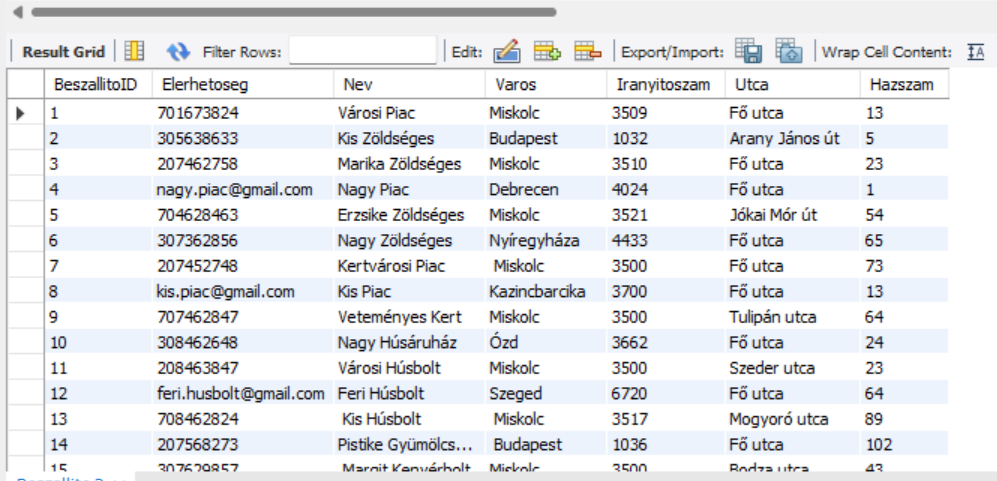 Result Grid Filter Rows: Edit: Export/Import: Wrap Cell Content: IA
BeszallitoID Elerhetoseg Nev Varos Iranyitoszam Utca Hazszam
1 701673824 Városi Piac Miskolc 3509 Fő utca 13
2 305638633 Kis Zöldséges Budapest 1032 Arany János út 5
3 207462758 Marika Zöldséges Miskolc 3510 Fő utca 23
4 nagy.piac@gmail.com Nagy Piac Debrecen 4024 Fő utca 1
5 704628463 Erzsike Zöldséges Miskolc 3521 Jókai Mór út 54
6 307362856 Nagy Zöldséges Nyíregyháza 4433 Fő utca 65
7 207452748 Kertvárosi Piac Miskolc 3500 Fő utca 73
8 kis.piac@gmail.com Kis Piac Kazincbarcika 3700 Fő utca 13
9 707462847 Veteményes Kert Miskolc 3500 Tulipán utca 64
10 308462648 Nagy Húsáruház Ózd 3662 Fő utca 24
11 208463847 Városi Húsbolt Miskolc 3500 Szeder utca 23
12 feri.husbolt@gmail.com Feri Húsbolt Szeged 6720 Fő utca 64
13 708462824 Kis Húsbolt Miskolc 3517 Mogyoró utca 89
14 207568273 Pistike Gyümölcs... Budapest 1036 Fő utca 102
15 307629857 Margit Kenyérbolt Miskolc 3500 Bodza utca 43